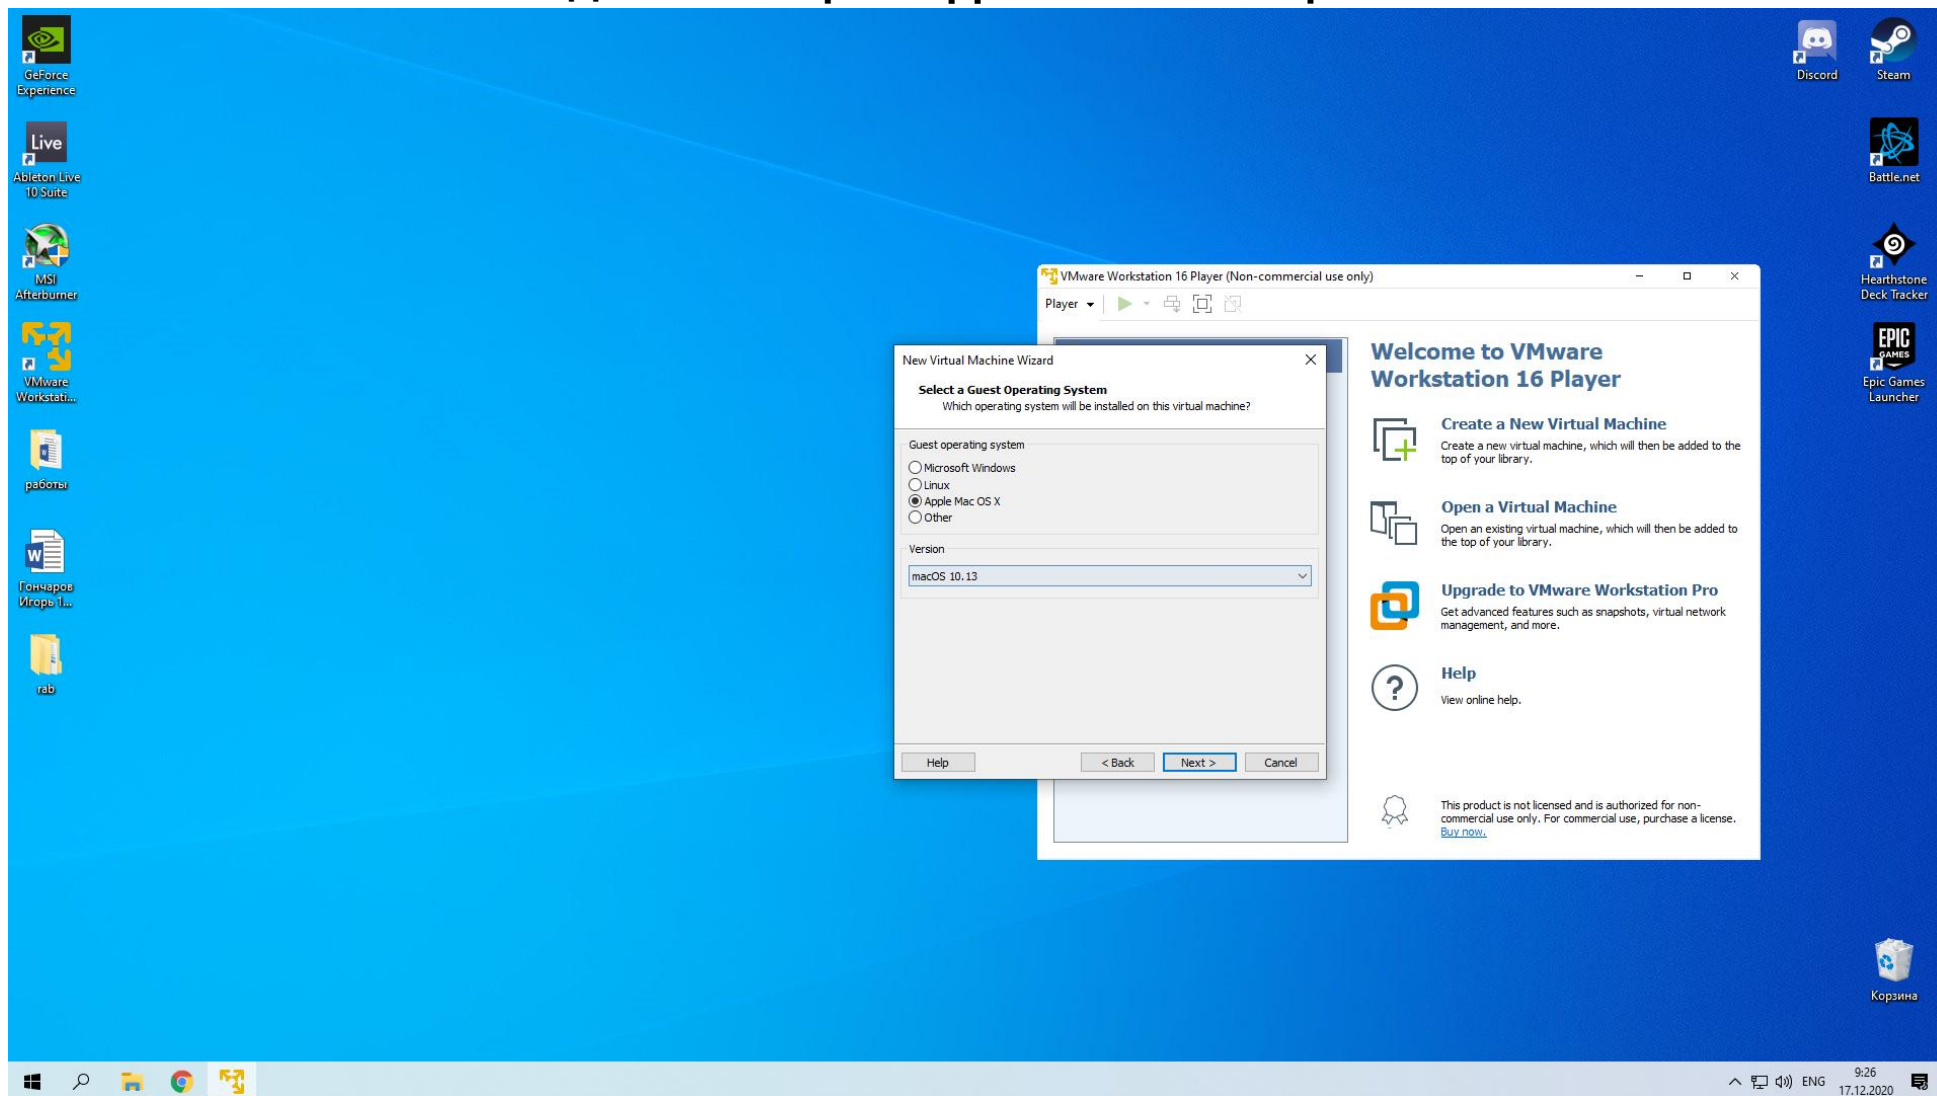 GeForce
Experience
Live
Ableton Live
10 Suite
MSI
Afterburner
VMware
Workstati...
работы
W
Гончаров
Игорь 1...
rab
Discord
Steam
Battle.net
Hearthstone
Deck Tracker
EPIC
GAMES
Epic Games
Launcher
Корзина
VMware Workstation 16 Player (Non-commercial use only)
Player
New Virtual Machine Wizard
Select a Guest Operating System
Which operating system will be installed on this virtual machine?
Guest operating system
Microsoft Windows
Linux
Apple Mac OS X
Other
Version
macOS 10.13
Help
< Back
Next >
Cancel
Welcome to VMware
Workstation 16 Player
Create a New Virtual Machine
Create a new virtual machine, which will then be added to the
top of your library.
Open a Virtual Machine
Open an existing virtual machine, which will then be added to
the top of your library.
Upgrade to VMware Workstation Pro
Get advanced features such as snapshots, virtual network
management, and more.
Help
View online help.
This product is not licensed and is authorized for non-
commercial use only. For commercial use, purchase a license.
Buy now.
ENG
9:26
17.12.2020